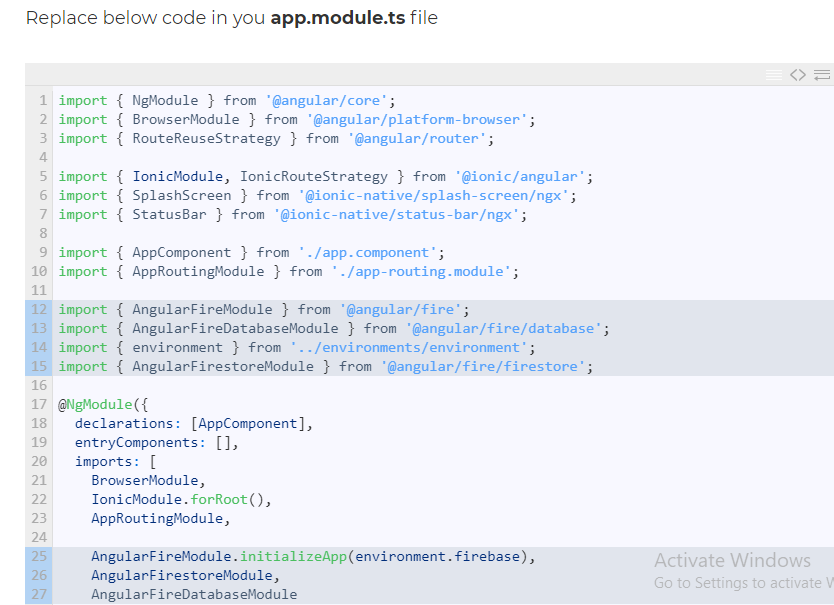 Replace below code in you app.module.ts file
1 import { NgModule } from '@angular/core';
2 import { BrowserModule } from '@angular/platform-browser';
3 import { RouteReuseStrategy } from '@angular/router';
4
5 import { IonicModule, IonicRouteStrategy } from '@ionic/angular';
6 import { SplashScreen } from '@ionic-native/splash-screen/ngx';
7 import { StatusBar } from '@ionic-native/status-bar/ngx';
8
9 import { AppComponent } from './app.component';
10 import { AppRoutingModule } from './app-routing.module';
11
12 import { AngularFireModule } from '@angular/fire';
13 import { AngularFireDatabaseModule } from '@angular/fire/database';
14 import { environment } from '../environments/environment';
15 import { AngularFirestoreModule } from '@angular/fire/firestore';
16
17 @NgModule({
18   declarations: [AppComponent],
19   entryComponents: [],
20   imports: [
21     BrowserModule,
22     IonicModule.forRoot(),
23     AppRoutingModule,
24
25     AngularFireModule.initializeApp(environment.firebase),
26     AngularFirestoreModule,
27     AngularFireDatabaseModule
Activate Windows
Go to Settings to activate W